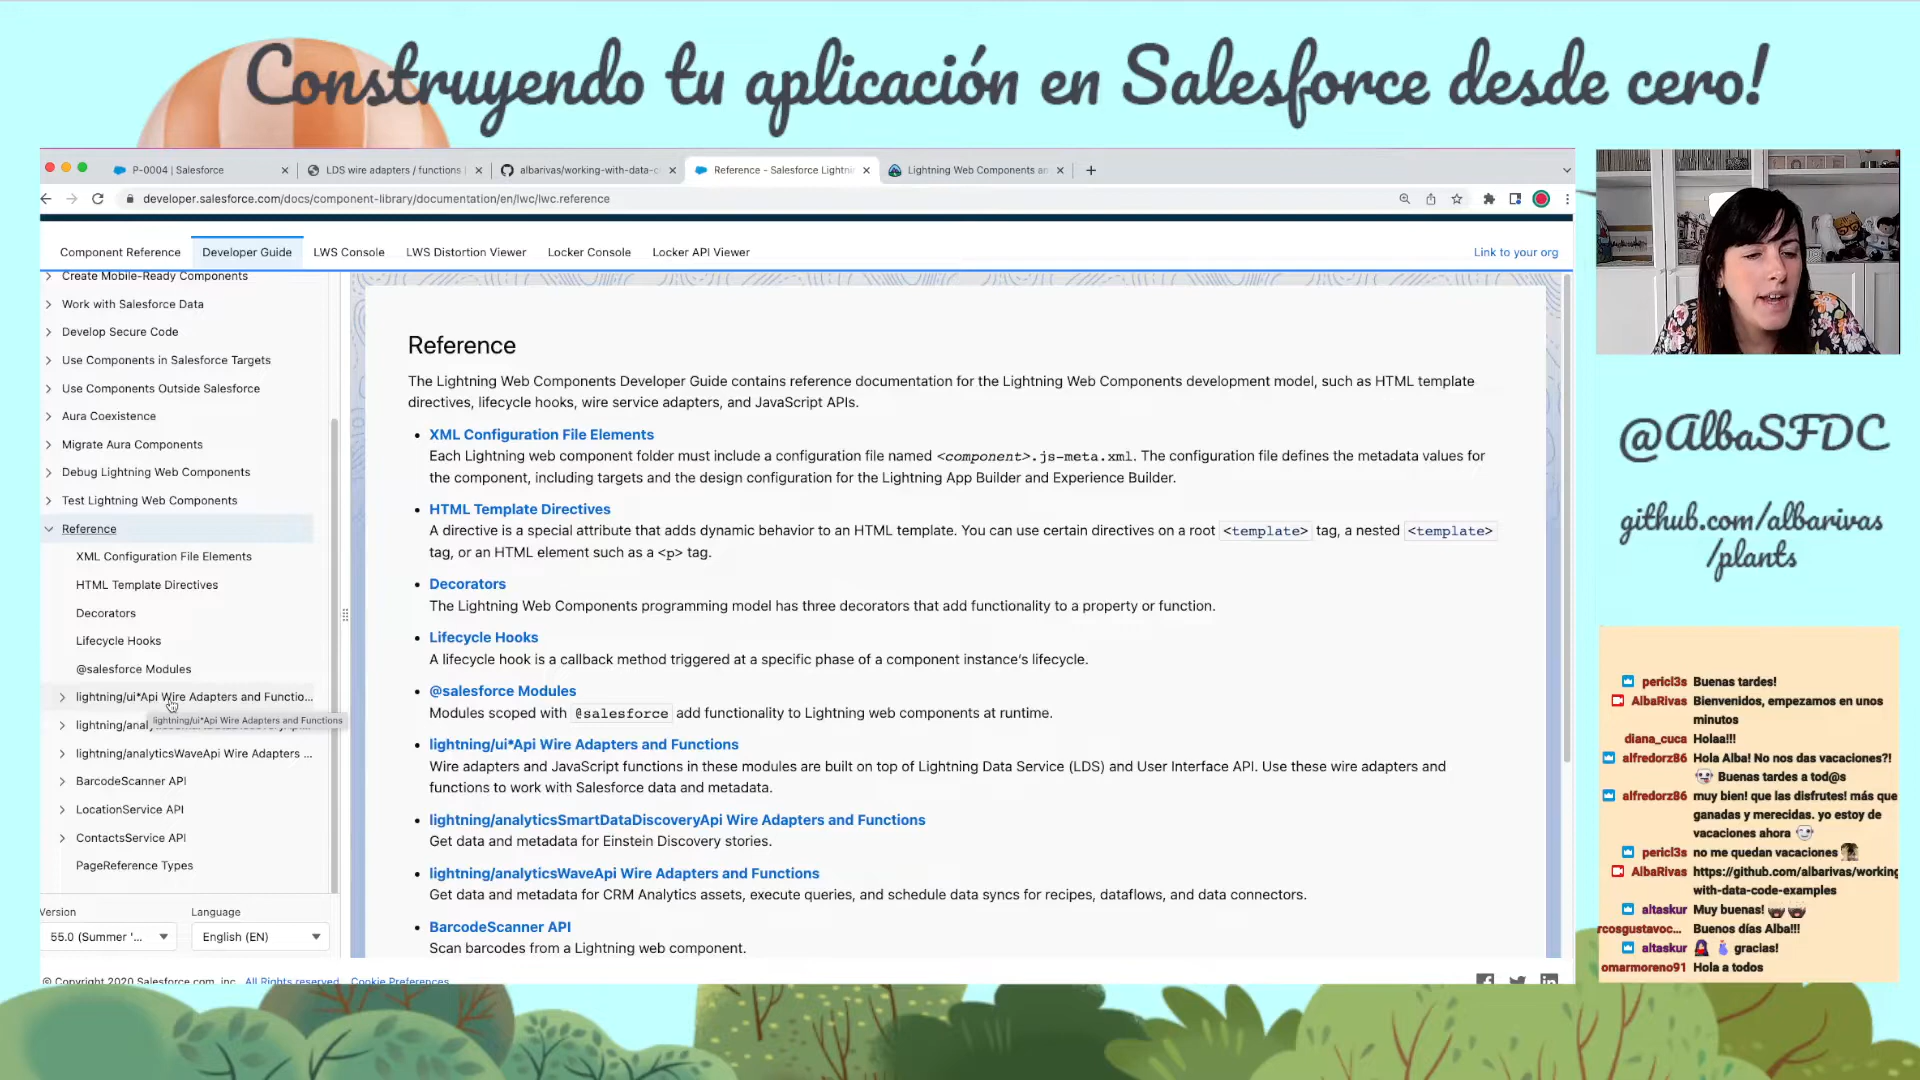 Construyendo tu aplicación en Salesforce desde cero!
P-0004 | Salesforce
LDS wire adapters / functions
albarivas/working-with-data-c
Reference - Salesforce Lightnin
Lightning Web Components an
developer.salesforce.com/docs/component-library/documentation/en/lwc/lwc.reference
Component Reference
Developer Guide
LWS Console
LWS Distortion Viewer
Locker Console
Locker API Viewer
Link to your org
Create Mobile-Ready Components
Work with Salesforce Data
Develop Secure Code
Use Components in Salesforce Targets
Use Components Outside Salesforce
Aura Coexistence
Migrate Aura Components
Debug Lightning Web Components
Test Lightning Web Components
Reference
XML Configuration File Elements
HTML Template Directives
Decorators
Lifecycle Hooks
@salesforce Modules
lightning/ui*Api Wire Adapters and Functio...
lightning/ui*Api Wire Adapters and Functions
lightning/anal
lightning/analyticsWaveApi Wire Adapters ...
BarcodeScanner API
LocationService API
ContactsService API
PageReference Types
Version
Language
55.0 (Summer '...
English (EN)
Reference
The Lightning Web Components Developer Guide contains reference documentation for the Lightning Web Components development model, such as HTML template
directives, lifecycle hooks, wire service adapters, and JavaScript APIs.
• XML Configuration File Elements
Each Lightning web component folder must include a configuration file named <component>.js-meta.xml. The configuration file defines the metadata values for
the component, including targets and the design configuration for the Lightning App Builder and Experience Builder.
• HTML Template Directives
A directive is a special attribute that adds dynamic behavior to an HTML template. You can use certain directives on a root <template> tag, a nested <template>
tag, or an HTML element such as a <p> tag.
• Decorators
The Lightning Web Components programming model has three decorators that add functionality to a property or function.
• Lifecycle Hooks
A lifecycle hook is a callback method triggered at a specific phase of a component instance's lifecycle.
• @salesforce Modules
Modules scoped with @salesforce add functionality to Lightning web components at runtime.
• lightning/ui*Api Wire Adapters and Functions
Wire adapters and JavaScript functions in these modules are built on top of Lightning Data Service (LDS) and User Interface API. Use these wire adapters and
functions to work with Salesforce data and metadata.
• lightning/analyticsSmartDataDiscoveryApi Wire Adapters and Functions
Get data and metadata for Einstein Discovery stories.
• lightning/analyticsWaveApi Wire Adapters and Functions
Get data and metadata for CRM Analytics assets, execute queries, and schedule data syncs for recipes, dataflows, and data connectors.
• BarcodeScanner API
Scan barcodes from a Lightning web component.
© Copyright 2020 Salesforce.com, inc. All Rights reserved Cookie Preferences
@AlbaSFDC
github.com/albarivas
/plants
pericl3s Buenas tardes!
AlbaRivas Bienvenidos, empezamos en unos
minutos
diana_cuca Holaa!!!
alfredorz86 Hola Alba! No nos das vacaciones?!
Buenas tardes a tod@s
alfredorz86 muy bien! que las disfrutes! más que
ganadas y merecidas. yo estoy de
vacaciones ahora
pericl3s no me quedan vacaciones
AlbaRivas https://github.com/albarivas/working
with-data-code-examples
altaskur Muy buenas!
rcosgustavoc... Buenos días Alba!!!
altaskur gracias!
omarmoreno91 Hola a todos